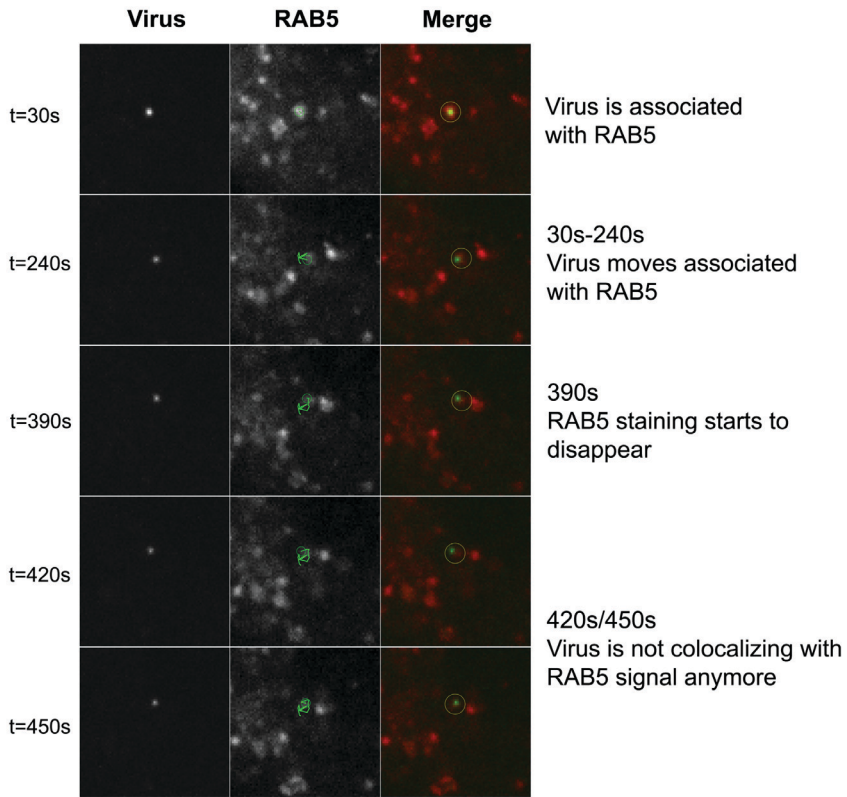 Virus RAB5 Merge
t=30s
Virus is associated
with RAB5
t=240s
30s-240s
Virus moves associated
with RAB5
t=390s
390s
RAB5 staining starts to
disappear
t=420s
420s/450s
Virus is not colocalizing with
RAB5 signal anymore
t=450s